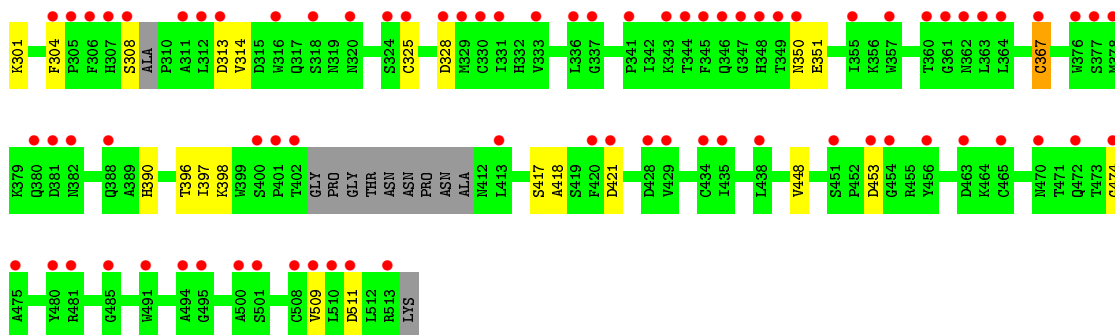 K301 F304 P305 F306 H307 S308 ALA P310 A311 L312 D313 V314 D315 W316 Q317 S318 N319 N320 S324 C325 D328 M329 C330 I331 H332 V333 L336 G337 P341 I342 K343 T344 F345 Q346 G347 H348 T349 N350 E351 I355 K356 W357 T360 G361 N362 L363 L364 C367 W376 S377 M378
K379 Q380 D381 N382 Q388 A389 H390 T396 I397 K398 W399 S400 P401 T402 GLY PRO GLY THR ASN ASN PRO ASN ALA N412 L413 S417 A418 S419 F420 D421 D428 V429 C434 I435 L438 V448 S451 P452 D453 G454 R455 Y456 D463 K464 C465 N470 T471 Q472 T473 G474
A475 Y480 R481 G485 W491 A494 G495 A500 S501 C508 V509 L510 D511 L512 R513 LYS